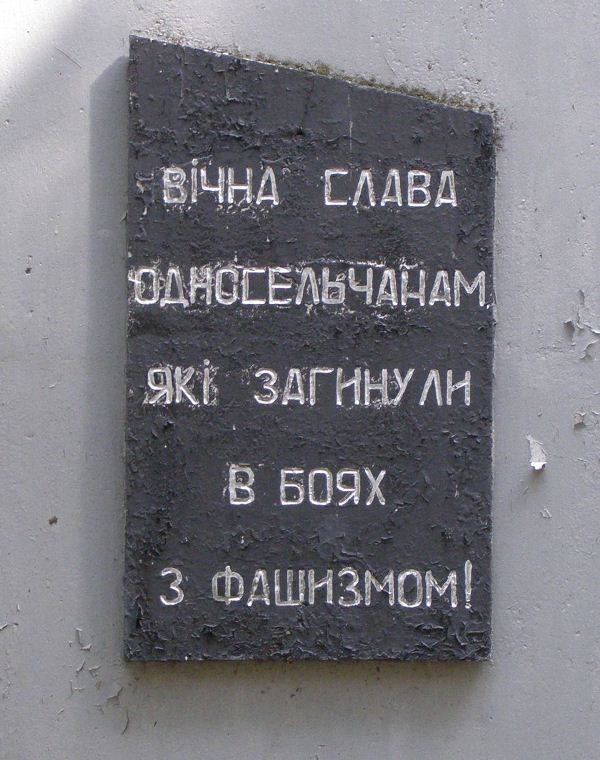 ВІЧНА СЛАВА
ОДНОСЕЛЬЧАНАМ
ЯКІ ЗАГИНУЛИ
В БОЯХ
З ФАШИЗМОМ!